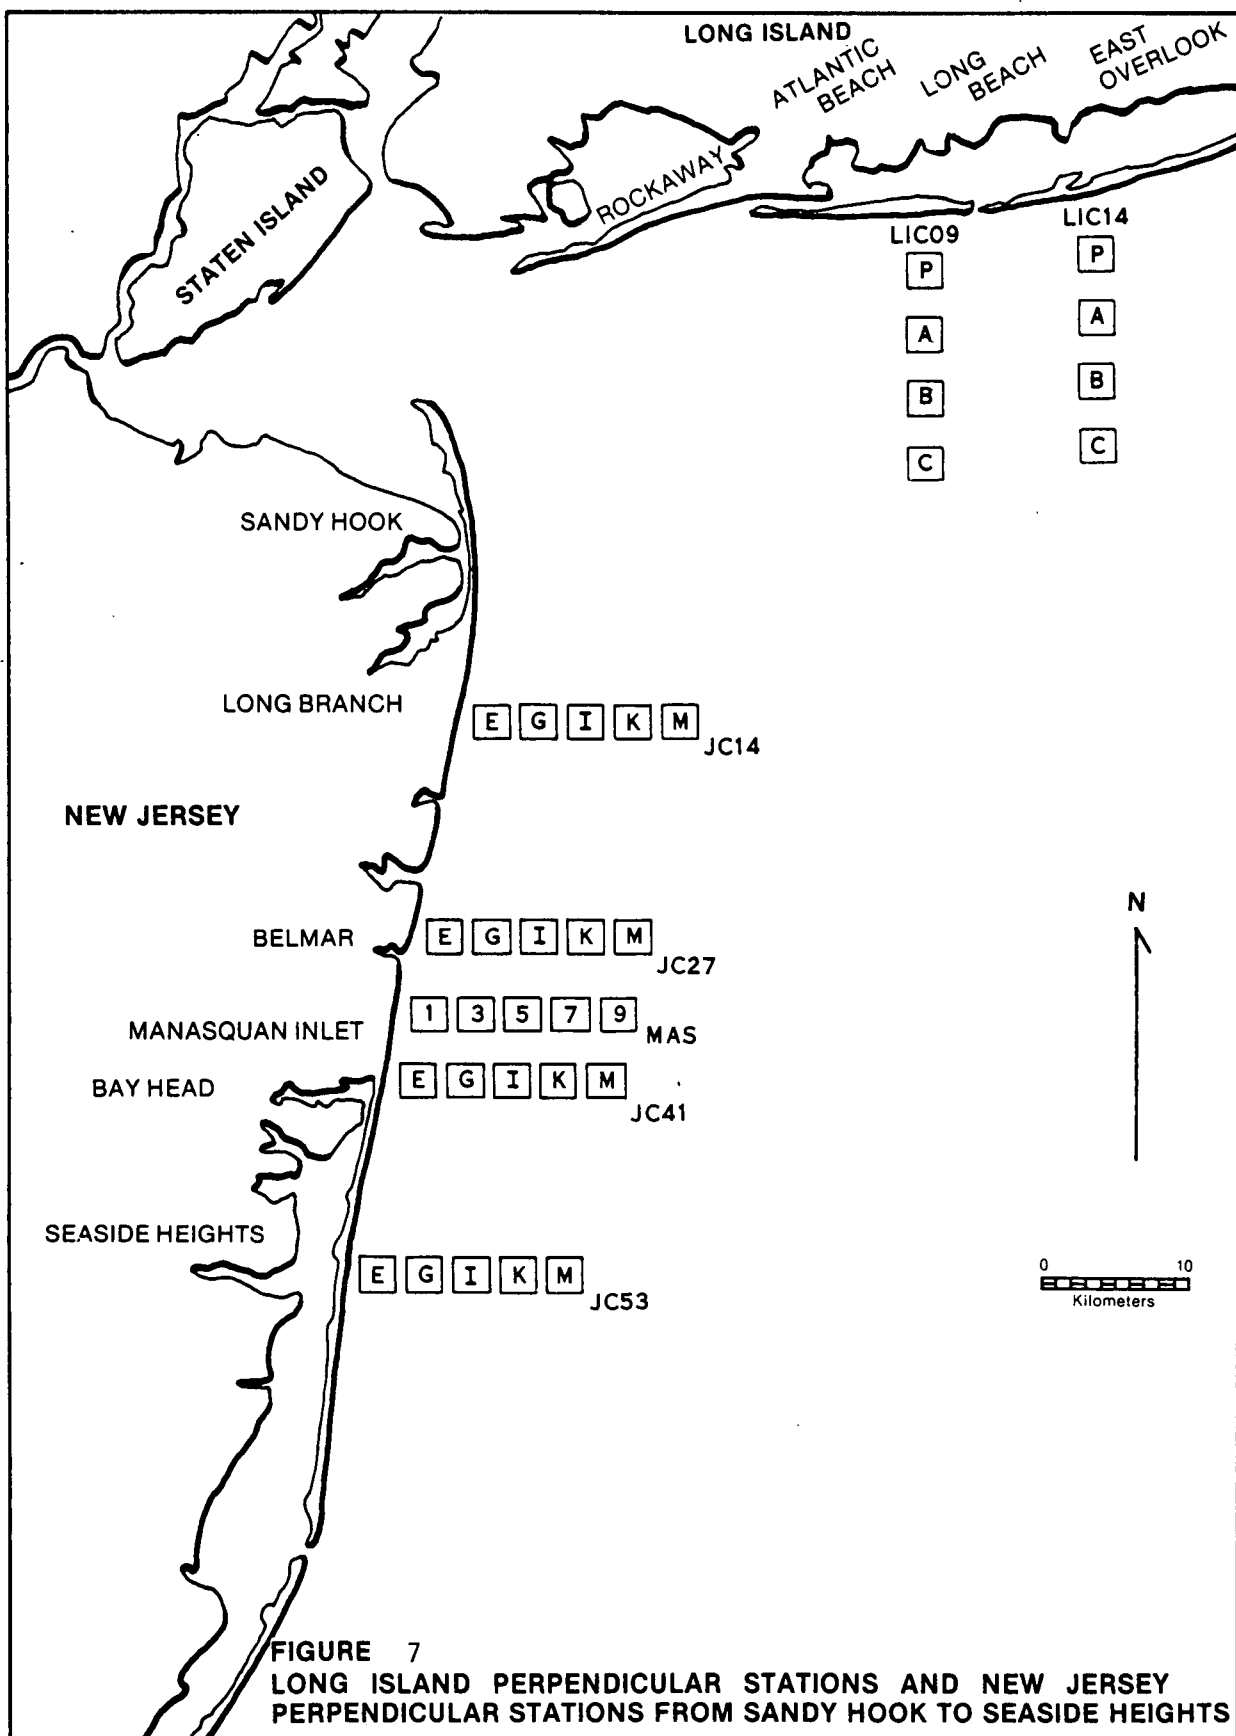 LONG ISLAND
ATLANTIC
BEACH
LONG
BEACH
EAST
OVERLOOK
ROCKAWAY
STATEN ISLAND
LIC09
P
A
B
C
LIC14
P
A
B
C
SANDY HOOK
LONG BRANCH
E G I K M
JC14
NEW JERSEY
N
BELMAR
E G I K M
JC27
MANASQUAN INLET
1 3 5 7 9
MAS
BAY HEAD
E G I K M
JC41
SEASIDE HEIGHTS
E G I K M
JC53
0 10
Kilometers
FIGURE 7
LONG ISLAND PERPENDICULAR STATIONS AND NEW JERSEY
PERPENDICULAR STATIONS FROM SANDY HOOK TO SEASIDE HEIGHTS